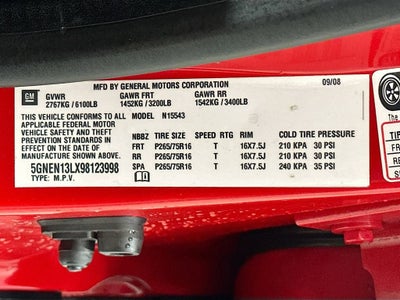 MFD BY GENERAL MOTORS CORPORATION
09/08
GM
GVWR GAWR FRT GAWR RR
2767KG / 6100LB 1452KG / 3200LB 1542KG / 3400LB
THIS VEHICLE CONFORMS TO ALL MODEL N15543
APPLICABLE FEDERAL MOTOR
VEHICLE SAFETY AND THEFT NBBZ TIRE SIZE SPEED RTG RIM COLD TIRE PRESSURE
PREVENTION STANDARDS IN
EFFECT ON THE DATE OF FRT P265/75R16 T 16X7.5J 210 KPA 30 PSI
MANUFACTURE SHOWN ABOVE.
5GNEN13LX98123998 RR P265/75R16 T 16X7.5J 210 KPA 30 PSI
TYPE: M.P.V. SPA P265/75R16 T 16X7.5J 240 KPA 35 PSI
The
TI